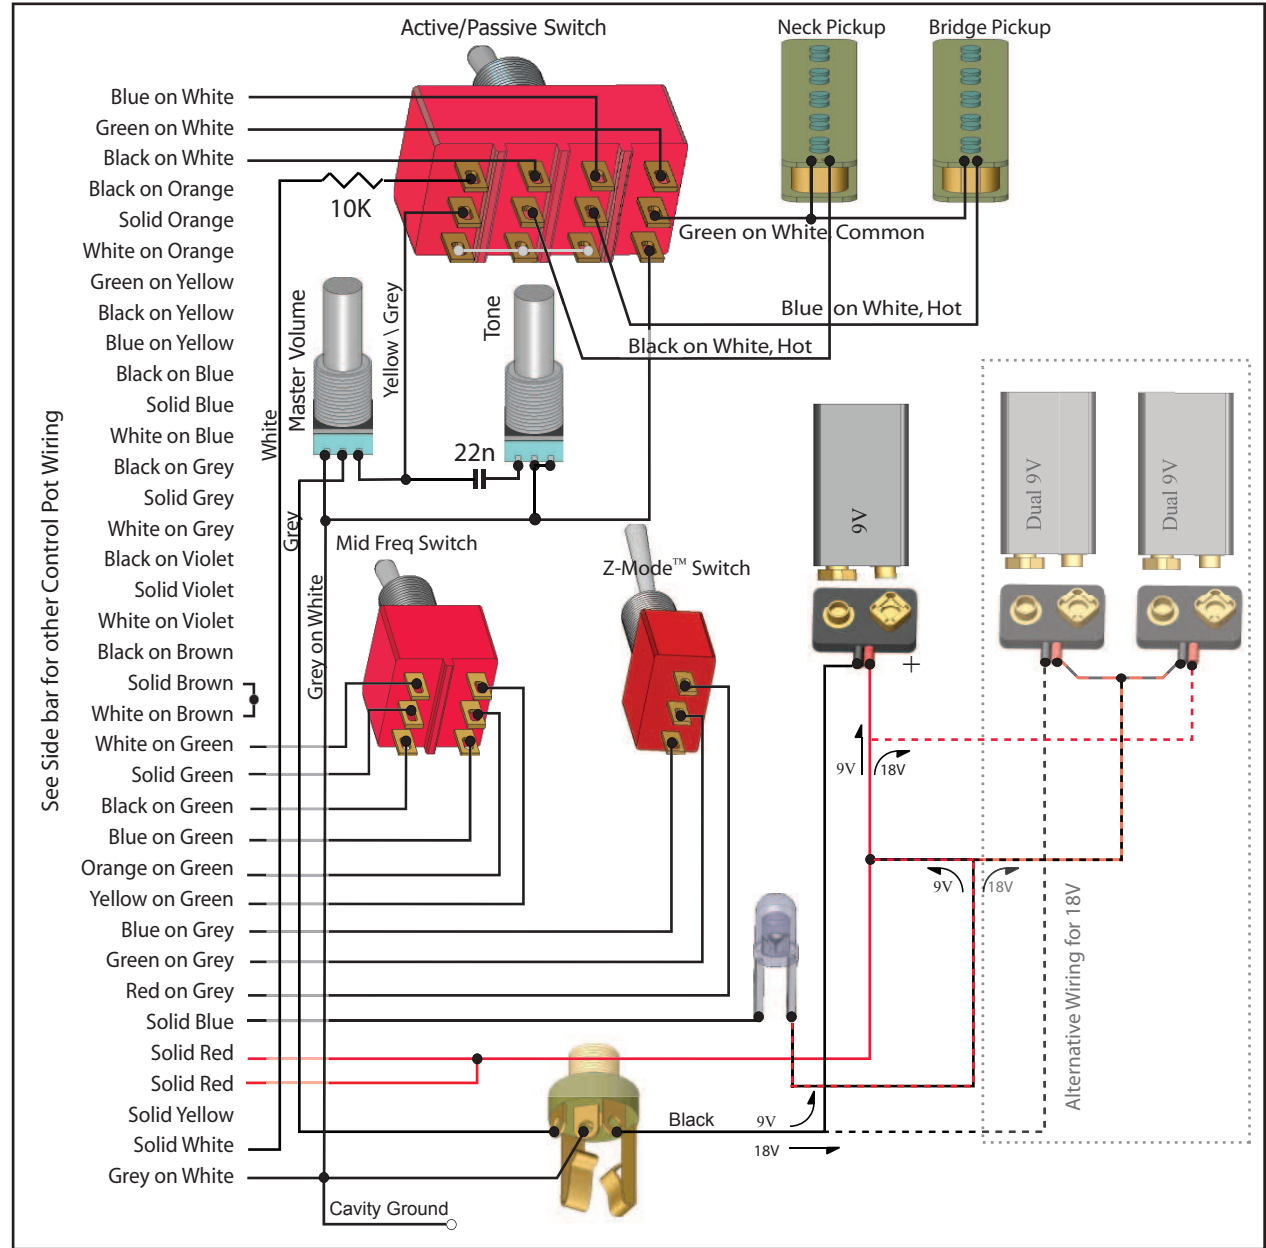 Active/Passive Switch
Neck Pickup
Bridge Pickup
Blue on White
Green on White
Black on White
Black on Orange
Solid Orange
White on Orange
Green on Yellow
Black on Yellow
Blue on Yellow
Black on Blue
Solid Blue
White on Blue
Black on Grey
Solid Grey
White on Grey
Black on Violet
Solid Violet
White on Violet
Black on Brown
Solid Brown
White on Brown
White on Green
Solid Green
Black on Green
Blue on Green
Orange on Green
Yellow on Green
Blue on Grey
Green on Grey
Red on Grey
Solid Blue
Solid Red
Solid Red
Solid Yellow
Solid White
Grey on White
See Side bar for other Control Pot Wiring
10K
Green on White, Common
Blue on White, Hot
Black on White, Hot
Master Volume
Yellow \ Grey
Tone
White
22n
Grey
Grey on White
Mid Freq Switch
Z-Mode™ Switch
9V
Dual 9V
Dual 9V
+
9V
18V
9V
18V
Alternative Wiring for 18V
Black
9V
18V
Cavity Ground